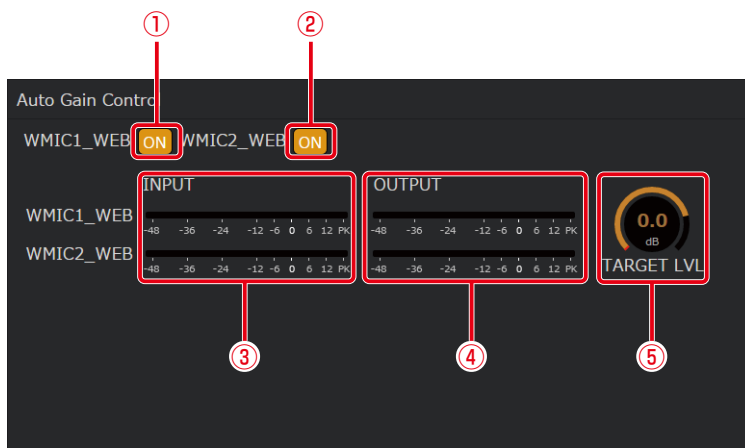 ① ②
Auto Gain Control
WMIC1_WEB ON WMIC2_WEB ON
INPUT OUTPUT
WMIC1_WEB -48 -36 -24 -12 -6 0 6 12 PK -48 -36 -24 -12 -6 0 6 12 PK
WMIC2_WEB -48 -36 -24 -12 -6 0 6 12 PK -48 -36 -24 -12 -6 0 6 12 PK
0.0
dB
TARGET LVL
③ ④ ⑤